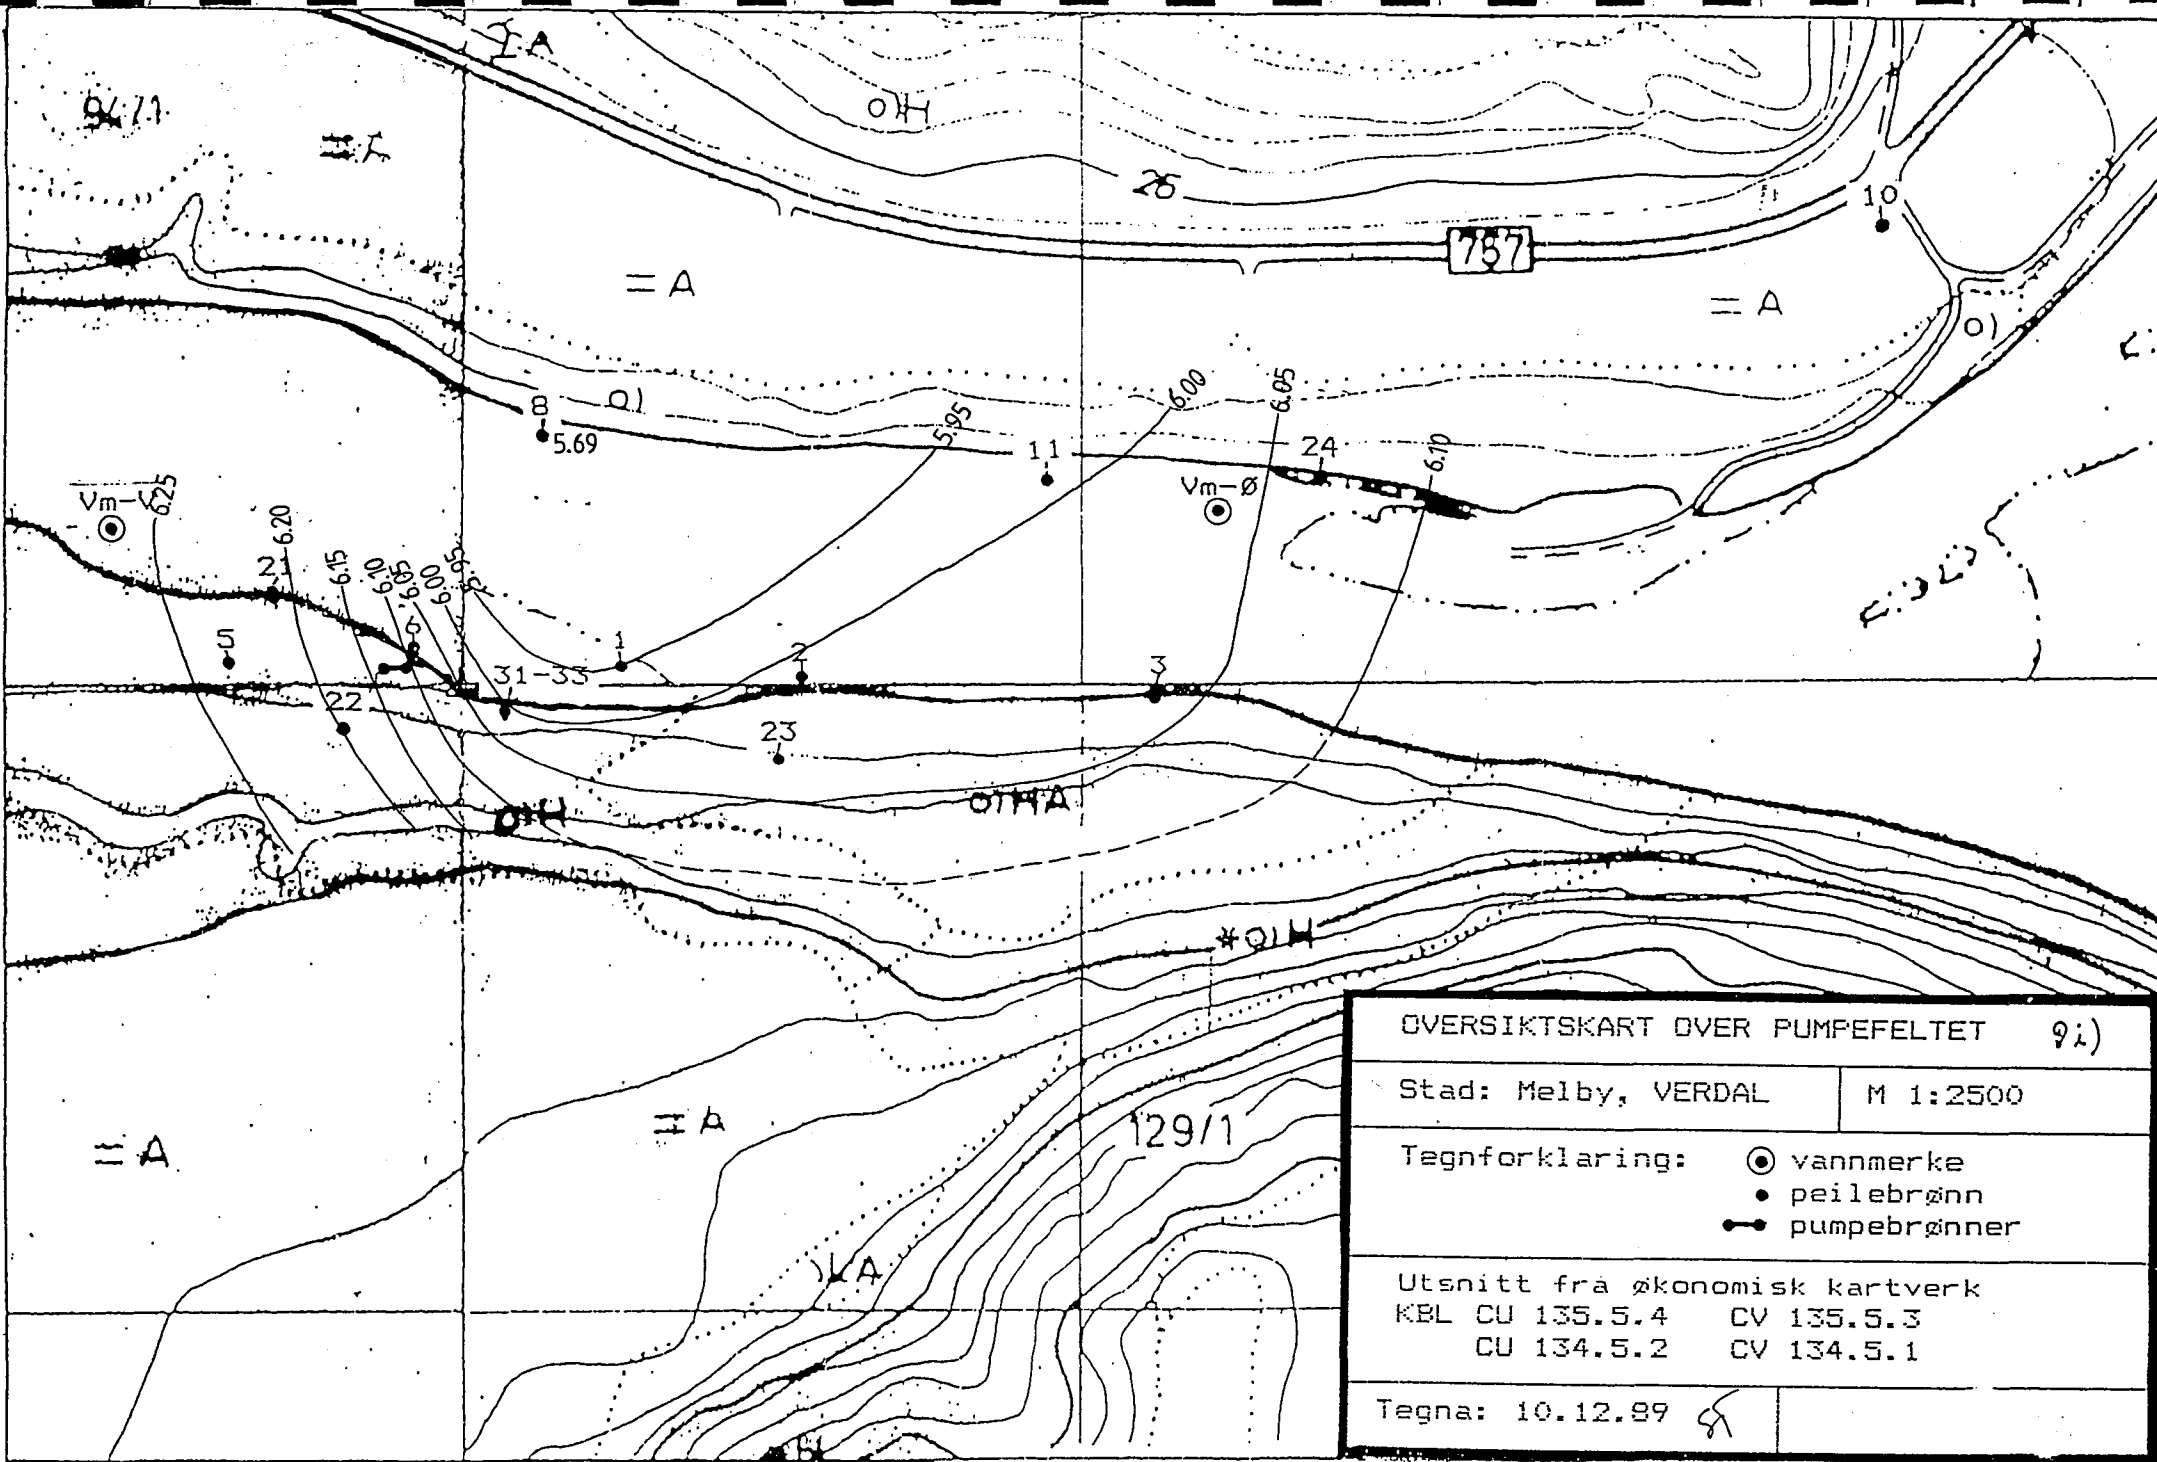 A
O)H
=A
26
10
757
= A
= A
O)
8
O)
5.69
5.95
6.00
6.05
11
24
6.10
Vm-Ø
Vm-V
6.25
6.20
21
6.15
6.10
6.05
6.00
5.95
6
5
1
2
3
31-33
22
23
O)H
O)HA
*O)H
= A
= A
129/1
A
OVERSIKTSKART OVER PUMPEFELTET 9i)
Stad: Melby, VERDAL M 1:2500
Tegnforklaring: vannmerke
peilebrønn
pumpebrønner
Utsnitt fra økonomisk kartverk
KBL CU 135.5.4 CV 135.5.3
CU 134.5.2 CV 134.5.1
Tegna: 10.12.89